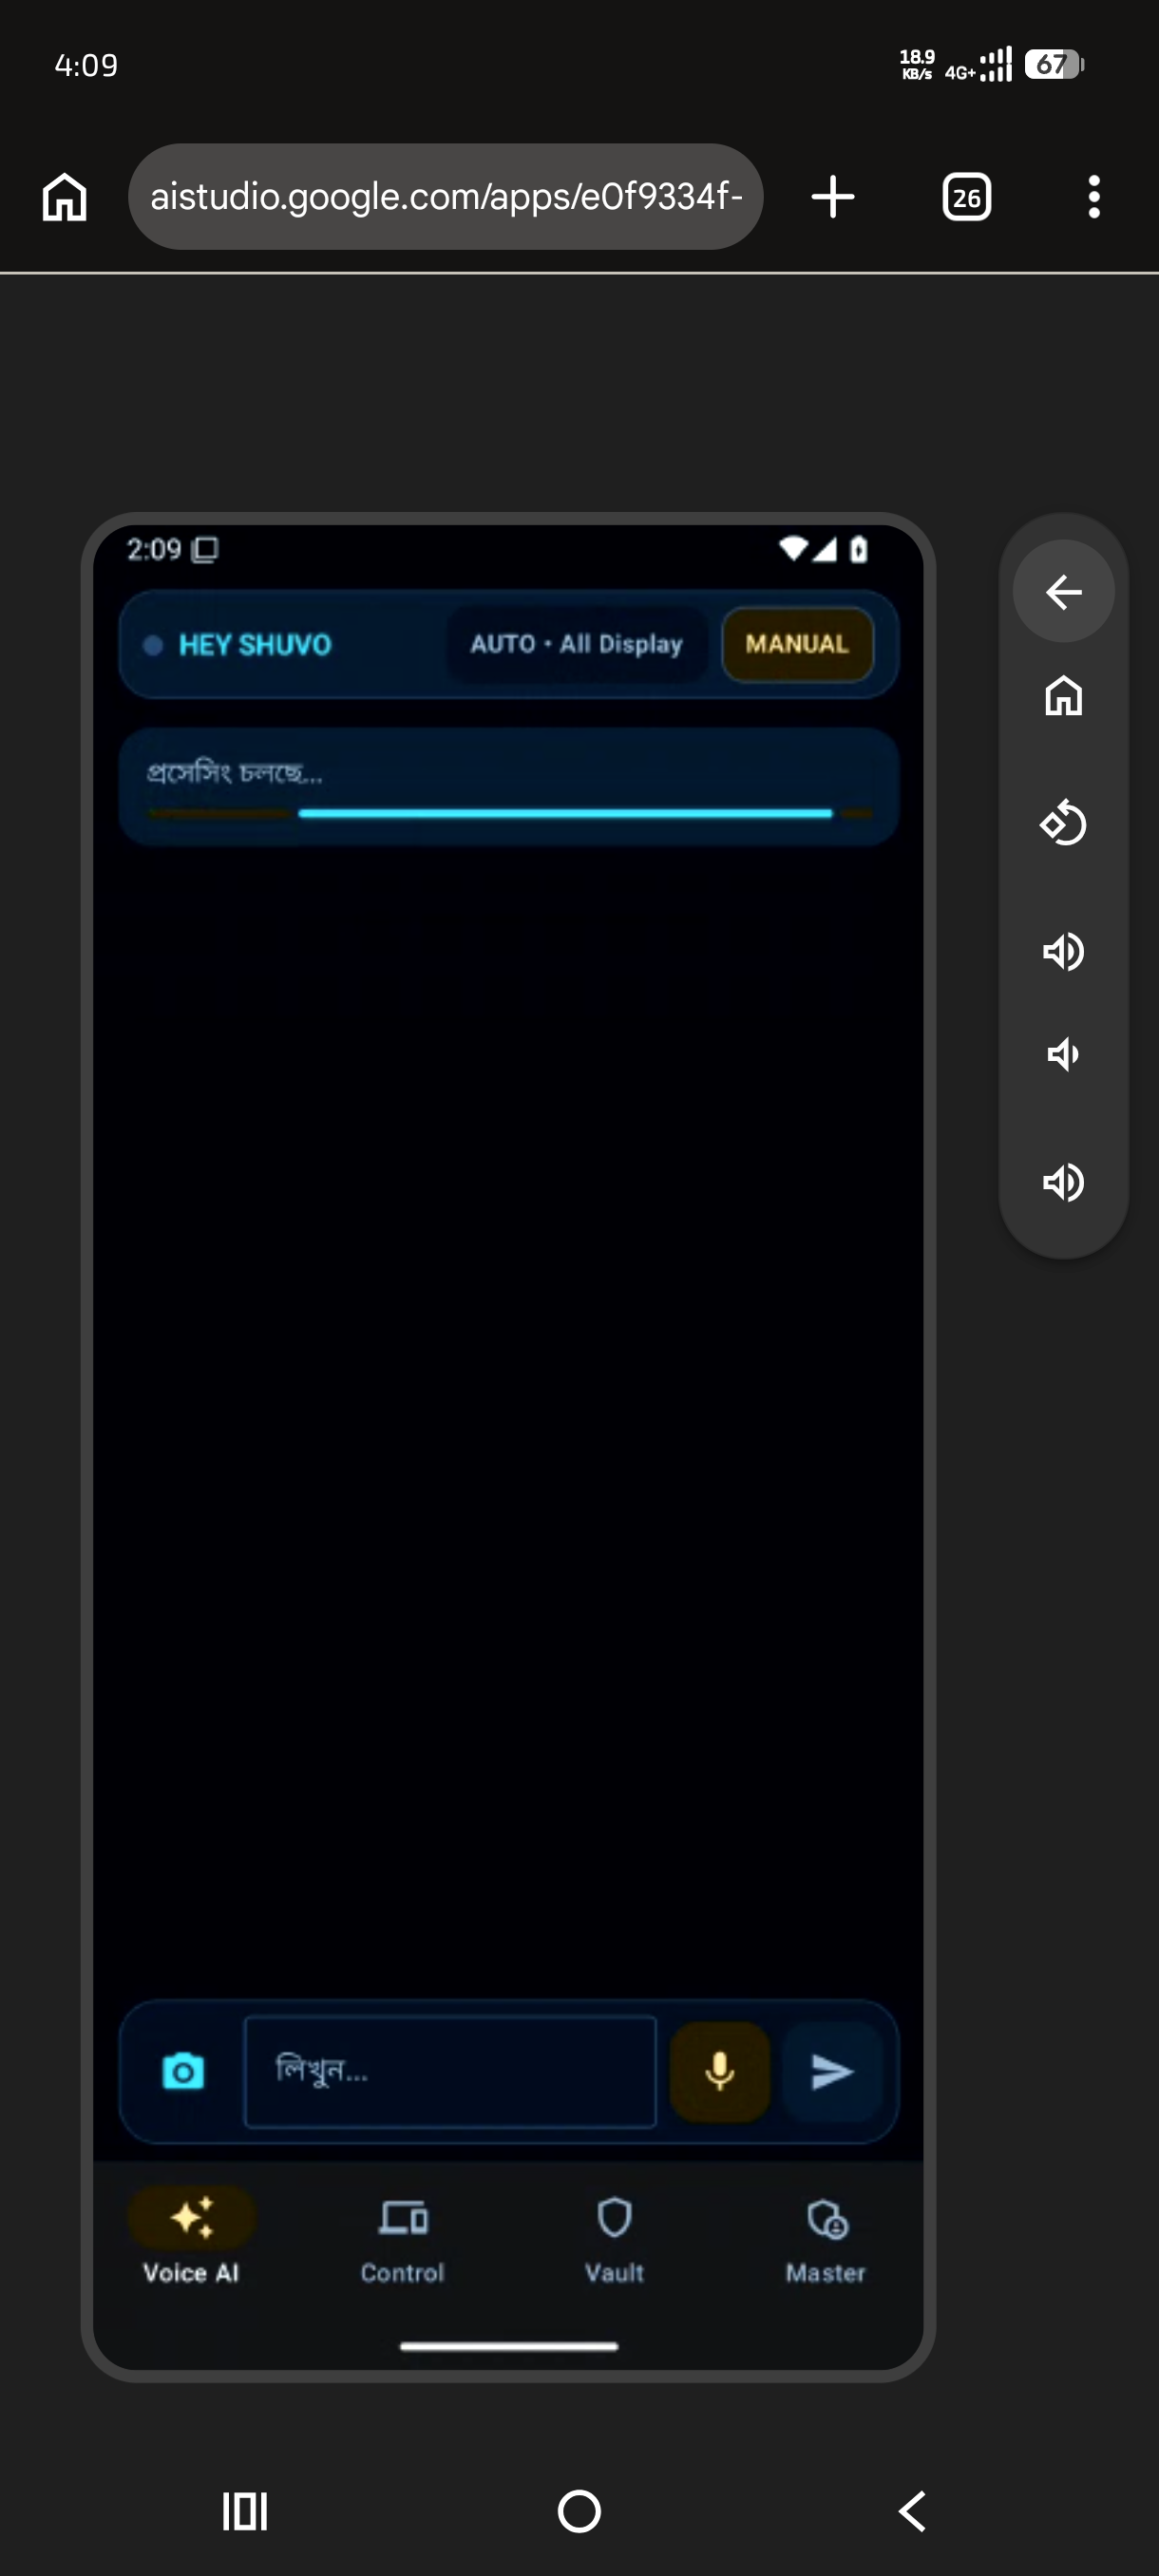 4:09
18.9
KB/s
4G+
67
aistudio.google.com/apps/e0f9334f-
26
2:09
HEY SHUVO
AUTO • All Display
MANUAL
প্রসেসিং চলছে...
লিখুন...
Voice AI
Control
Vault
Master